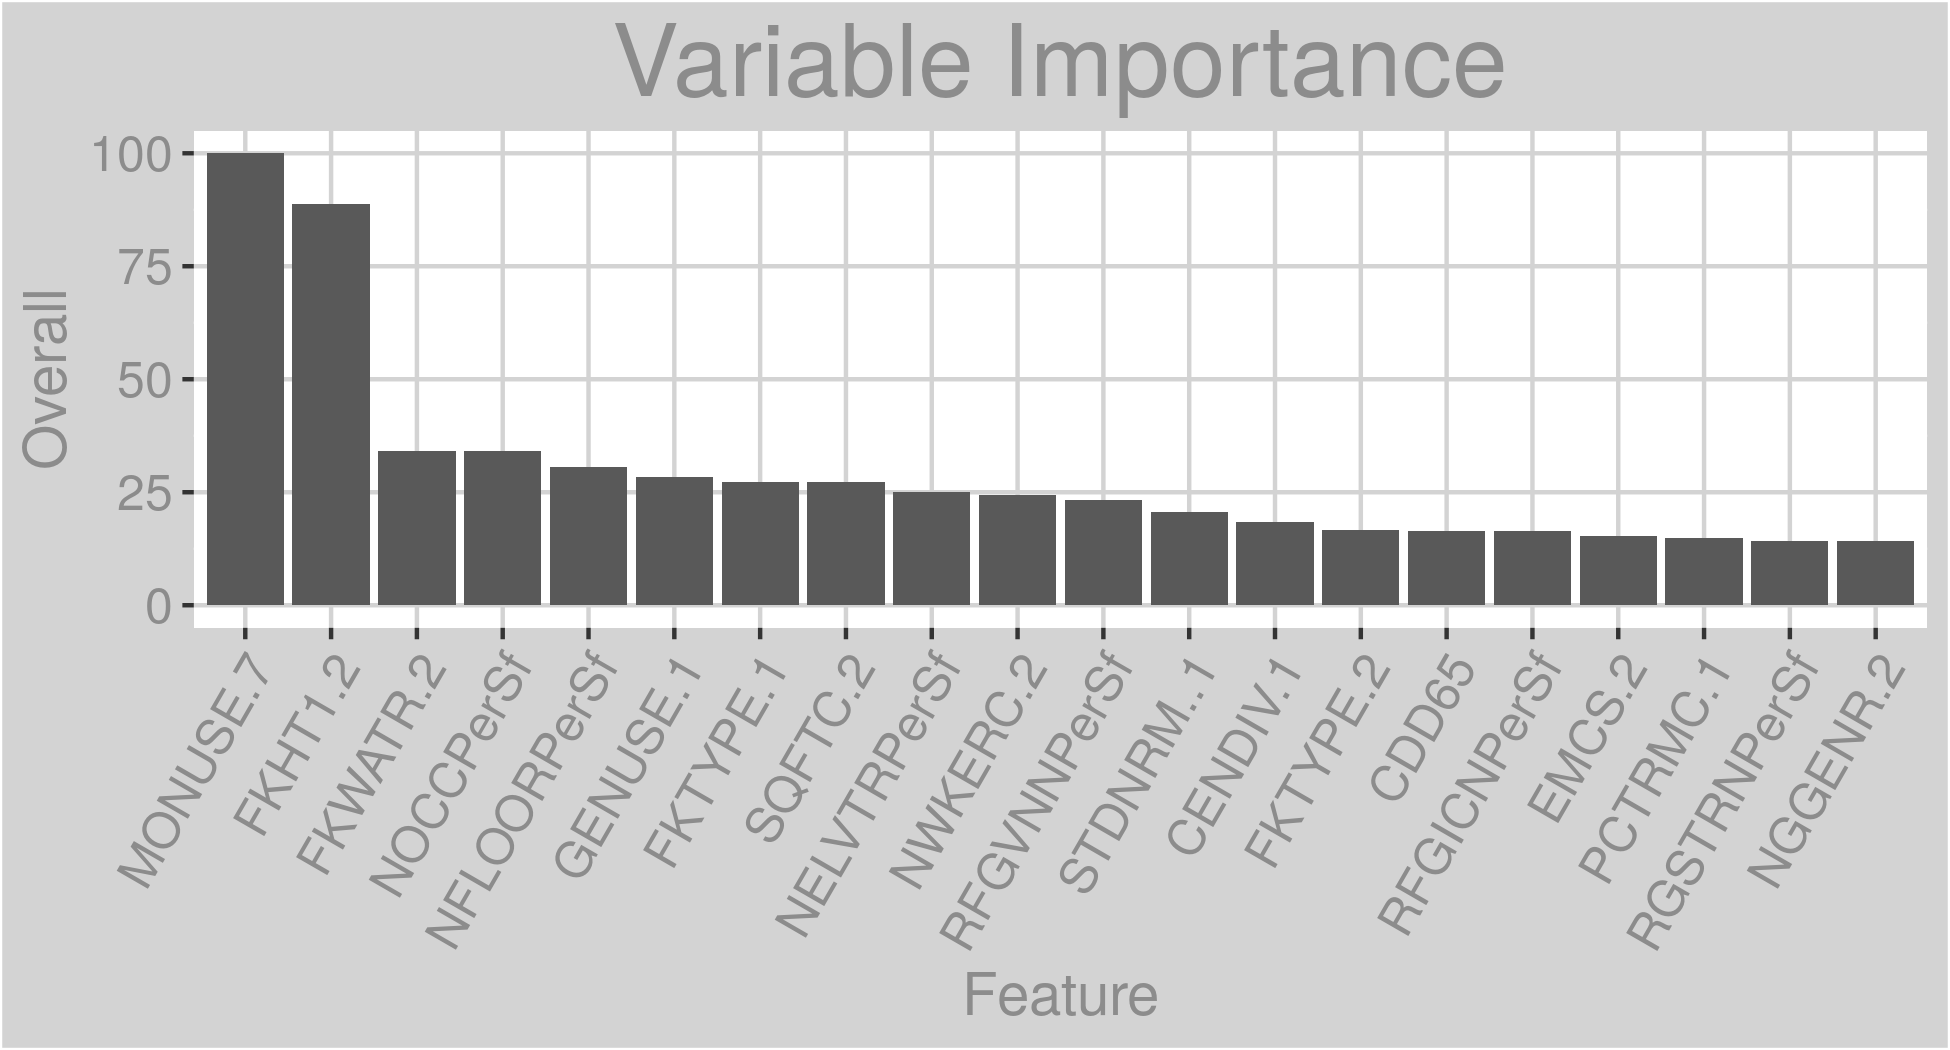 Variable Importance
Overall
100
75
50
25
0
MONUSE.7
FKHT1.2
FKWATR.2
NOCCPerSf
NFLOORPerSf
GENUSE.1
FKTYPE.1
SQFTC.2
NELVTRPerSf
NWKERC.2
RFGVNNPerSf
STDNRM..1
CENDIV.1
FKTYPE.2
CDD65
RFGICNPerSf
EMCS.2
PCTRMC.1
RGSTRNPerSf
NGGENR.2
Feature